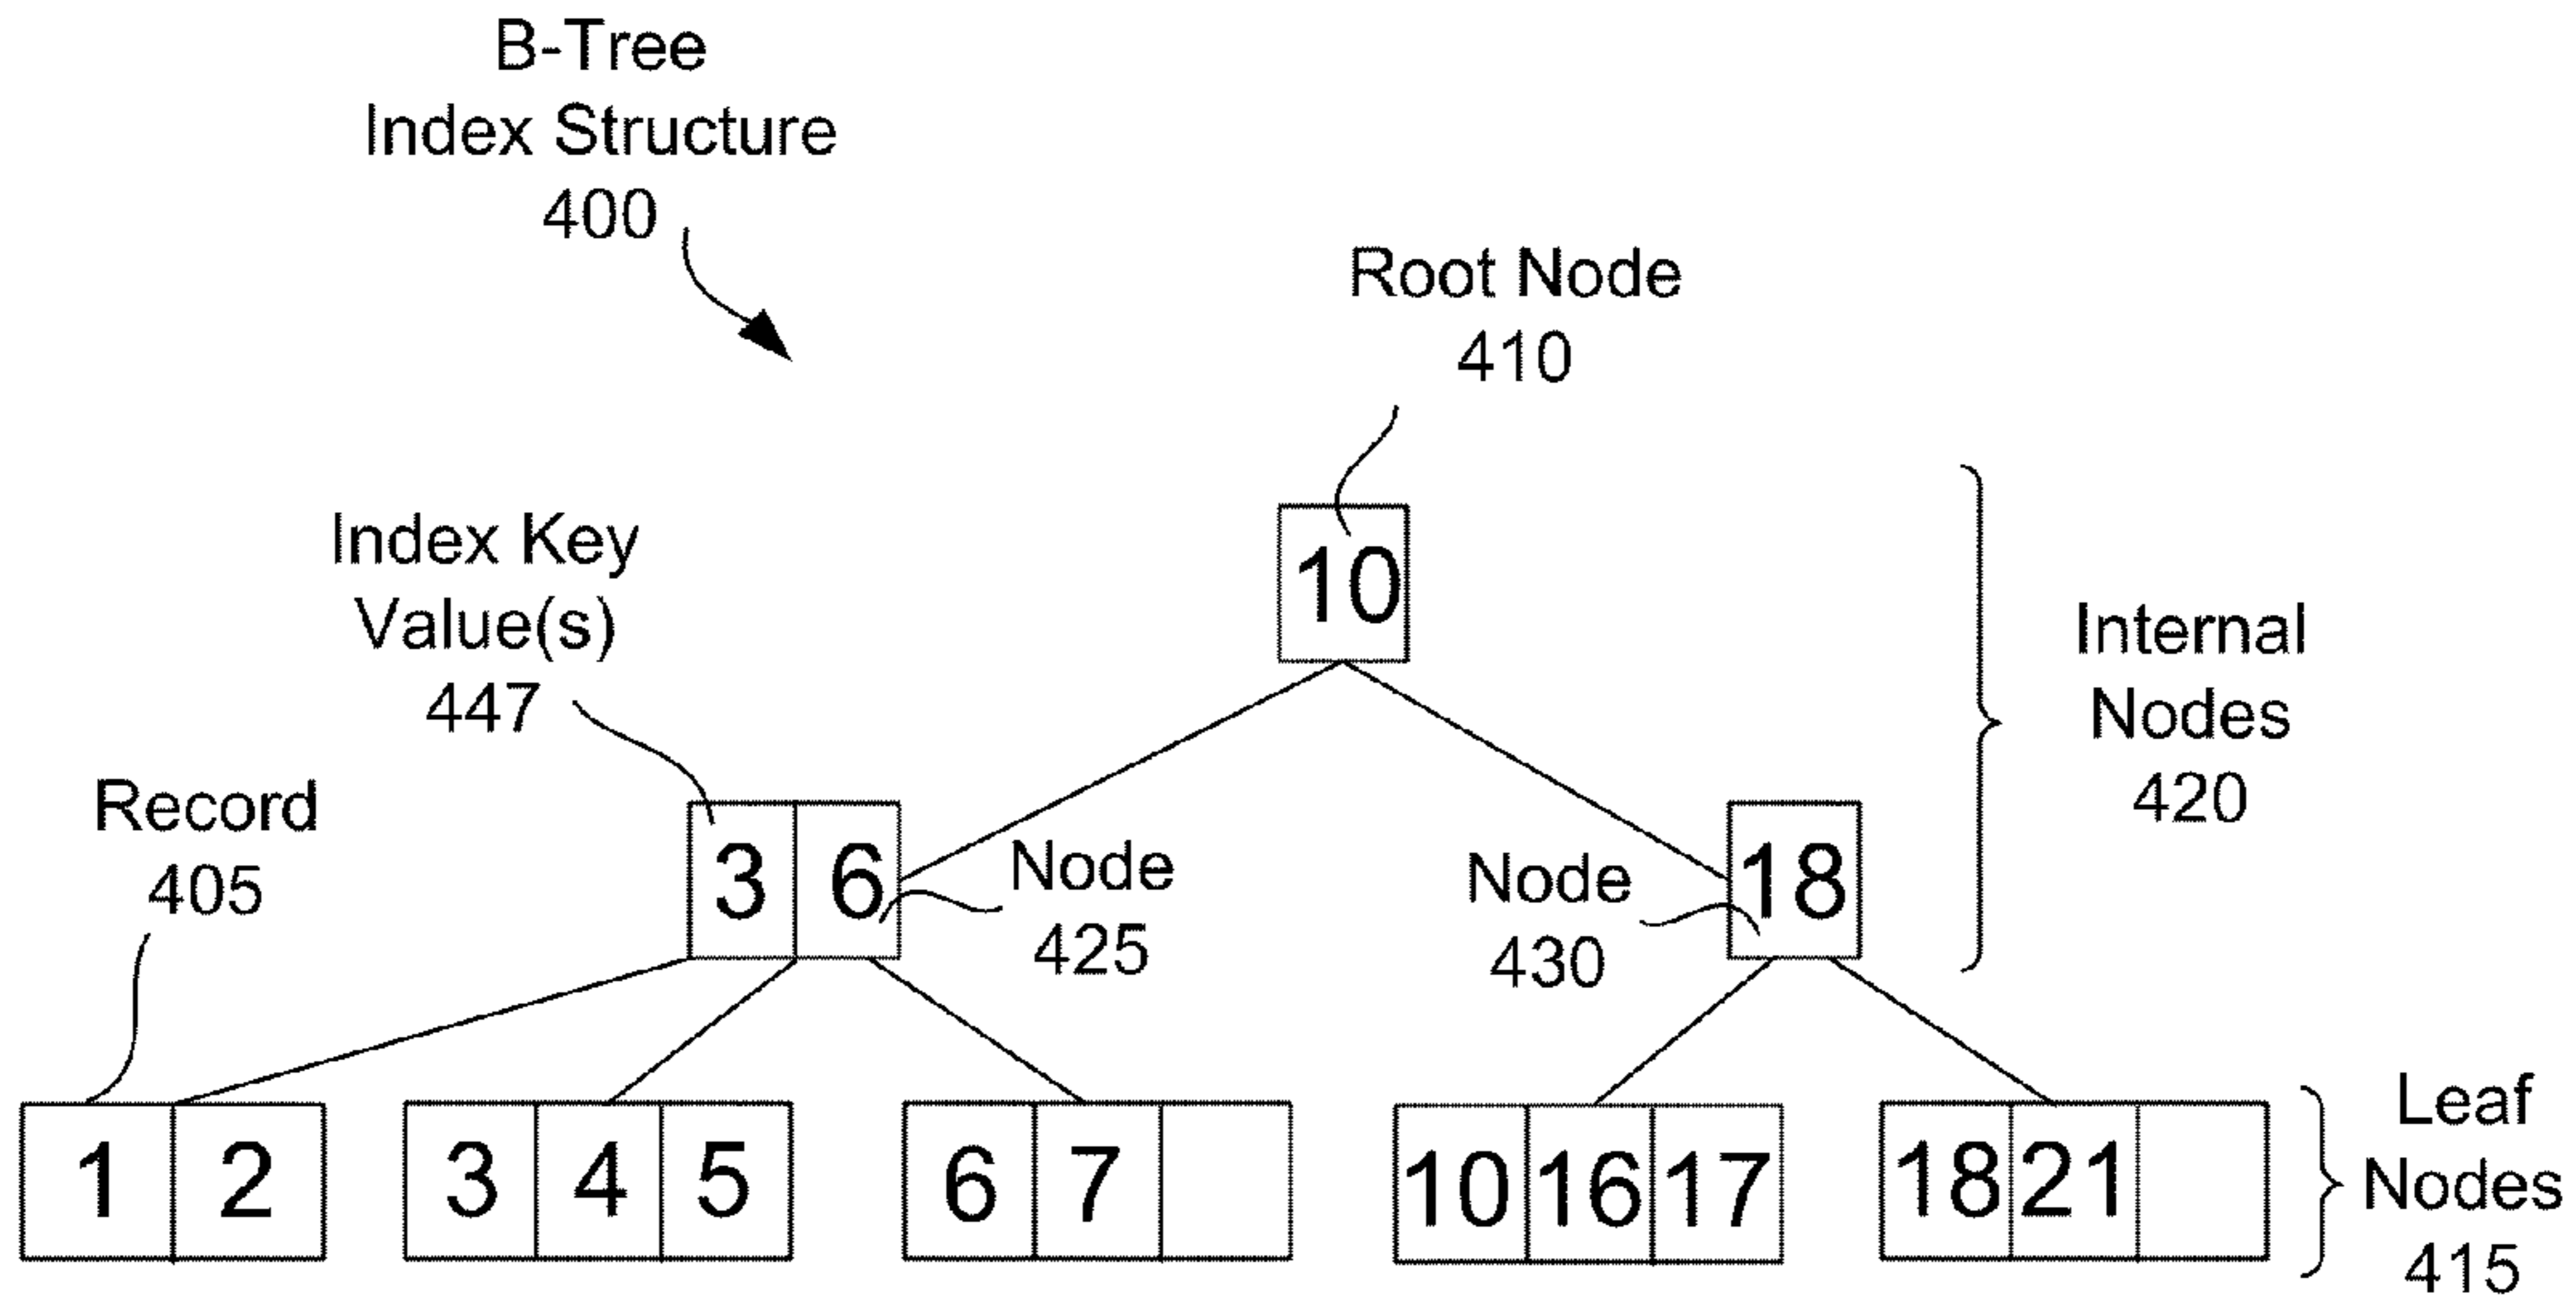 B-Tree
Index Structure
400
Root Node
410
10
Index Key
Value(s)
447
Internal
Nodes
420
Record
405
3 6
Node
425
Node
430
18
1 2
3 4 5
6 7
10 16 17
18 21
Leaf
Nodes
415